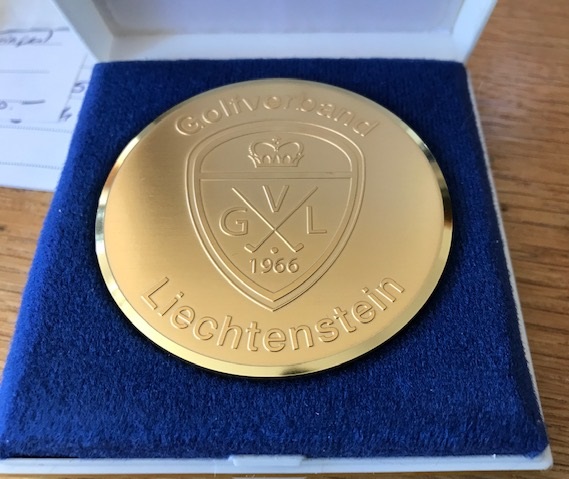 Golfverband
V
G L
1966
Liechtenstein